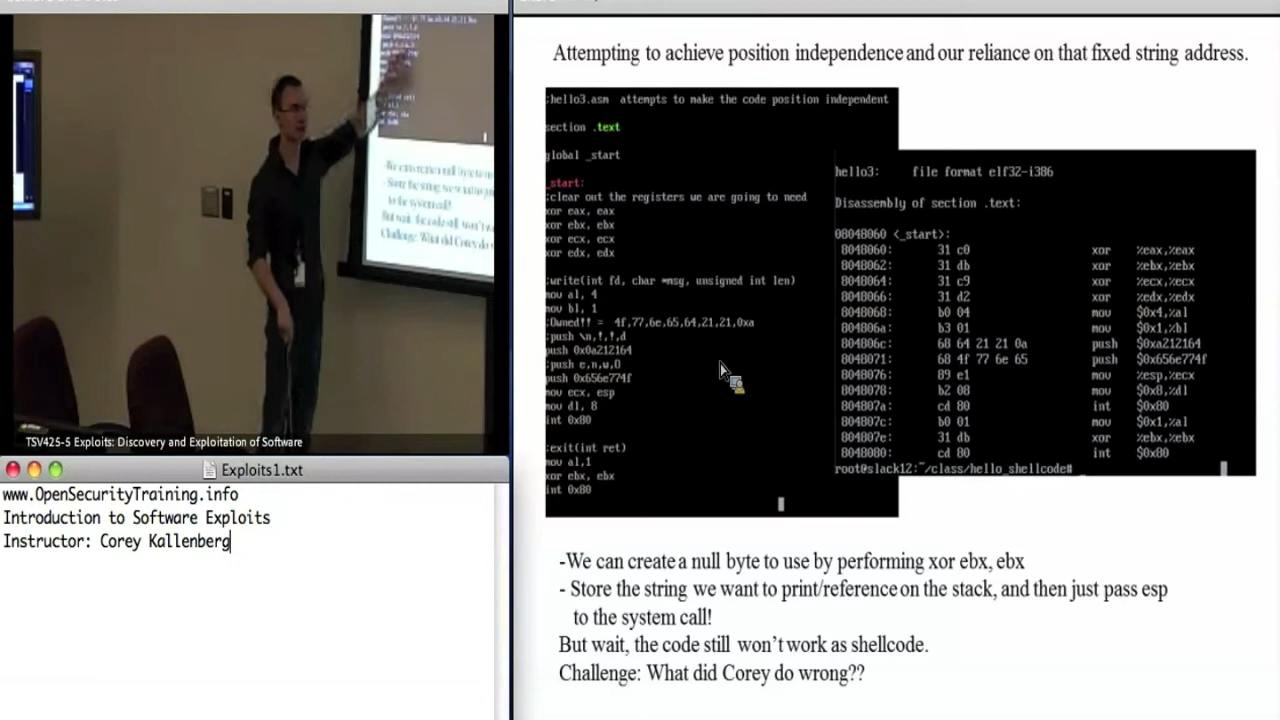 Attempting to achieve position independence and our reliance on that fixed string address.
;hello3.asm attempts to make the code position independent
section .text
global _start
_start:
;clear out the registers we are going to need
xor eax, eax
xor ebx, ebx
xor ecx, ecx
xor edx, edx
;write(int fd, char *msg, unsigned int len)
mov al, 4
mov bl, 1
;Owned!! = 4f,77,6e,65,64,21,21,0xa
;push \n,!,!,d
push 0x0a212164
;push e,n,w,O
push 0x656e774f
mov ecx, esp
mov dl, 8
int 0x80
;exit(int ret)
mov al,1
xor ebx, ebx
int 0x80
hello3: file format elf32-i386
Disassembly of section .text:
08048060 <_start>:
8048060: 31 c0 xor %eax,%eax
8048062: 31 db xor %ebx,%ebx
8048064: 31 c9 xor %ecx,%ecx
8048066: 31 d2 xor %edx,%edx
8048068: b0 04 mov $0x4,%al
804806a: b3 01 mov $0x1,%bl
804806c: 68 64 21 21 0a push $0xa212164
8048071: 68 4f 77 6e 65 push $0x656e774f
8048076: 89 e1 mov %esp,%ecx
8048078: b2 08 mov $0x8,%dl
804807a: cd 80 int $0x80
804807c: b0 01 mov $0x1,%al
804807e: 31 db xor %ebx,%ebx
8048080: cd 80 int $0x80
root@slack12:~/class/hello_shellcode#
-We can create a null byte to use by performing xor ebx, ebx
- Store the string we want to print/reference on the stack, and then just pass esp
to the system call!
But wait, the code still won't work as shellcode.
Challenge: What did Corey do wrong??
TSV425-5 Exploits: Discovery and Exploitation of Software
Exploits1.txt
www.OpenSecurityTraining.info
Introduction to Software Exploits
Instructor: Corey Kallenberg